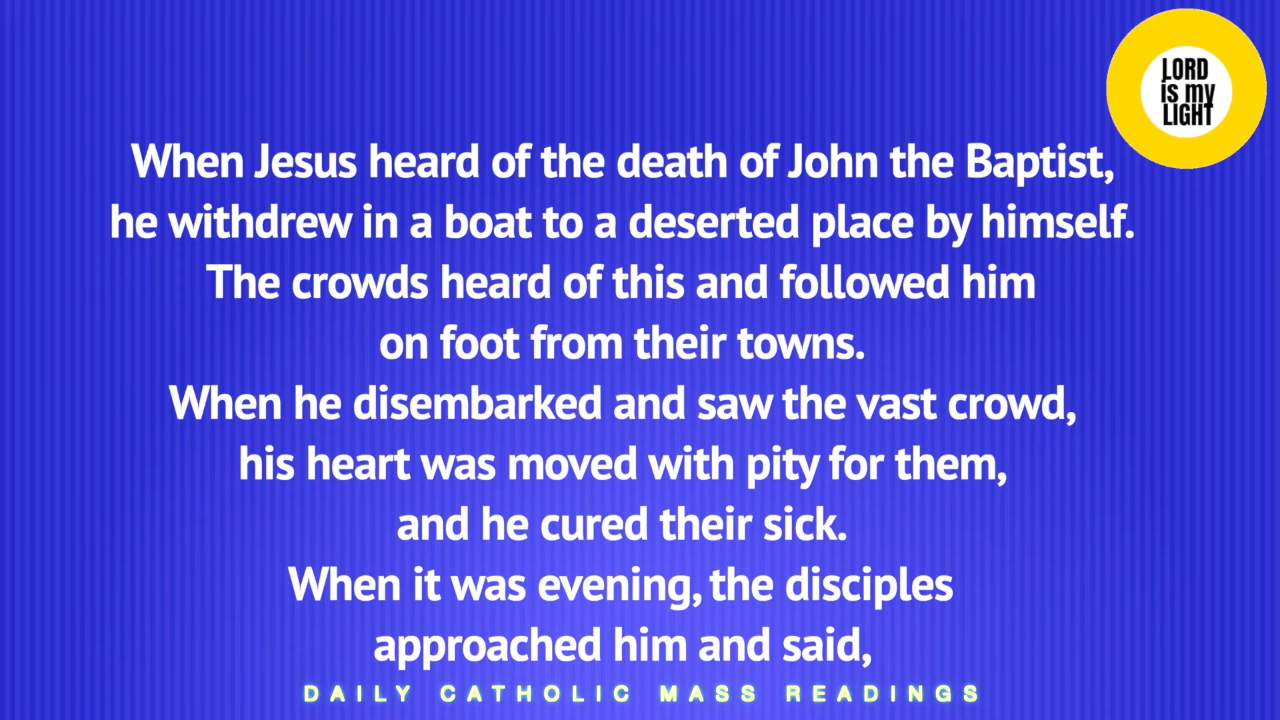 LORD
is my
LIGHT
When Jesus heard of the death of John the Baptist,
he withdrew in a boat to a deserted place by himself.
The crowds heard of this and followed him
on foot from their towns.
When he disembarked and saw the vast crowd,
his heart was moved with pity for them,
and he cured their sick.
When it was evening, the disciples
approached him and said,
DAILY CATHOLIC MASS READINGS